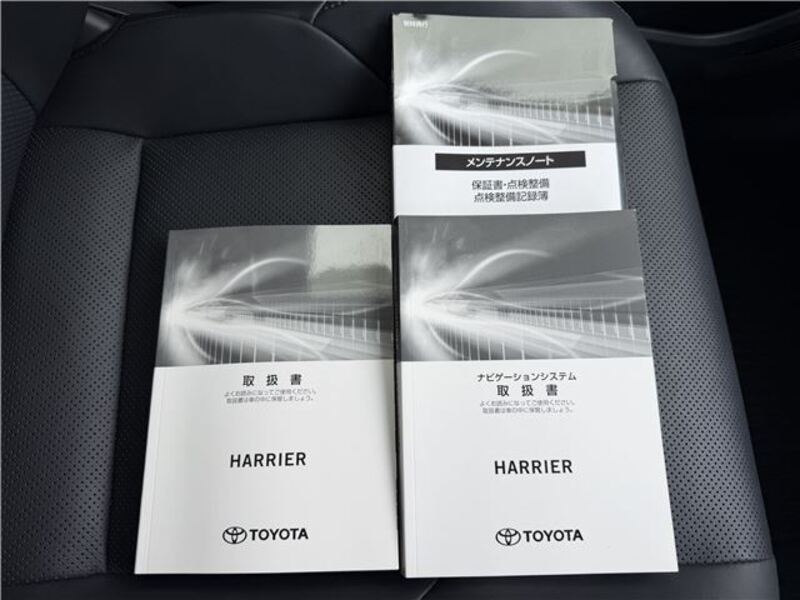 メンテナンスノート
保証書・点検整備
点検整備記録簿
取扱書
よくお読みになってご使用ください。
取扱書は車の中に保管しましょう。
HARRIER
TOYOTA
ナビゲーションシステム
取扱書
よくお読みになってご使用ください。
取扱書は車の中に保管しましょう。
HARRIER
TOYOTA